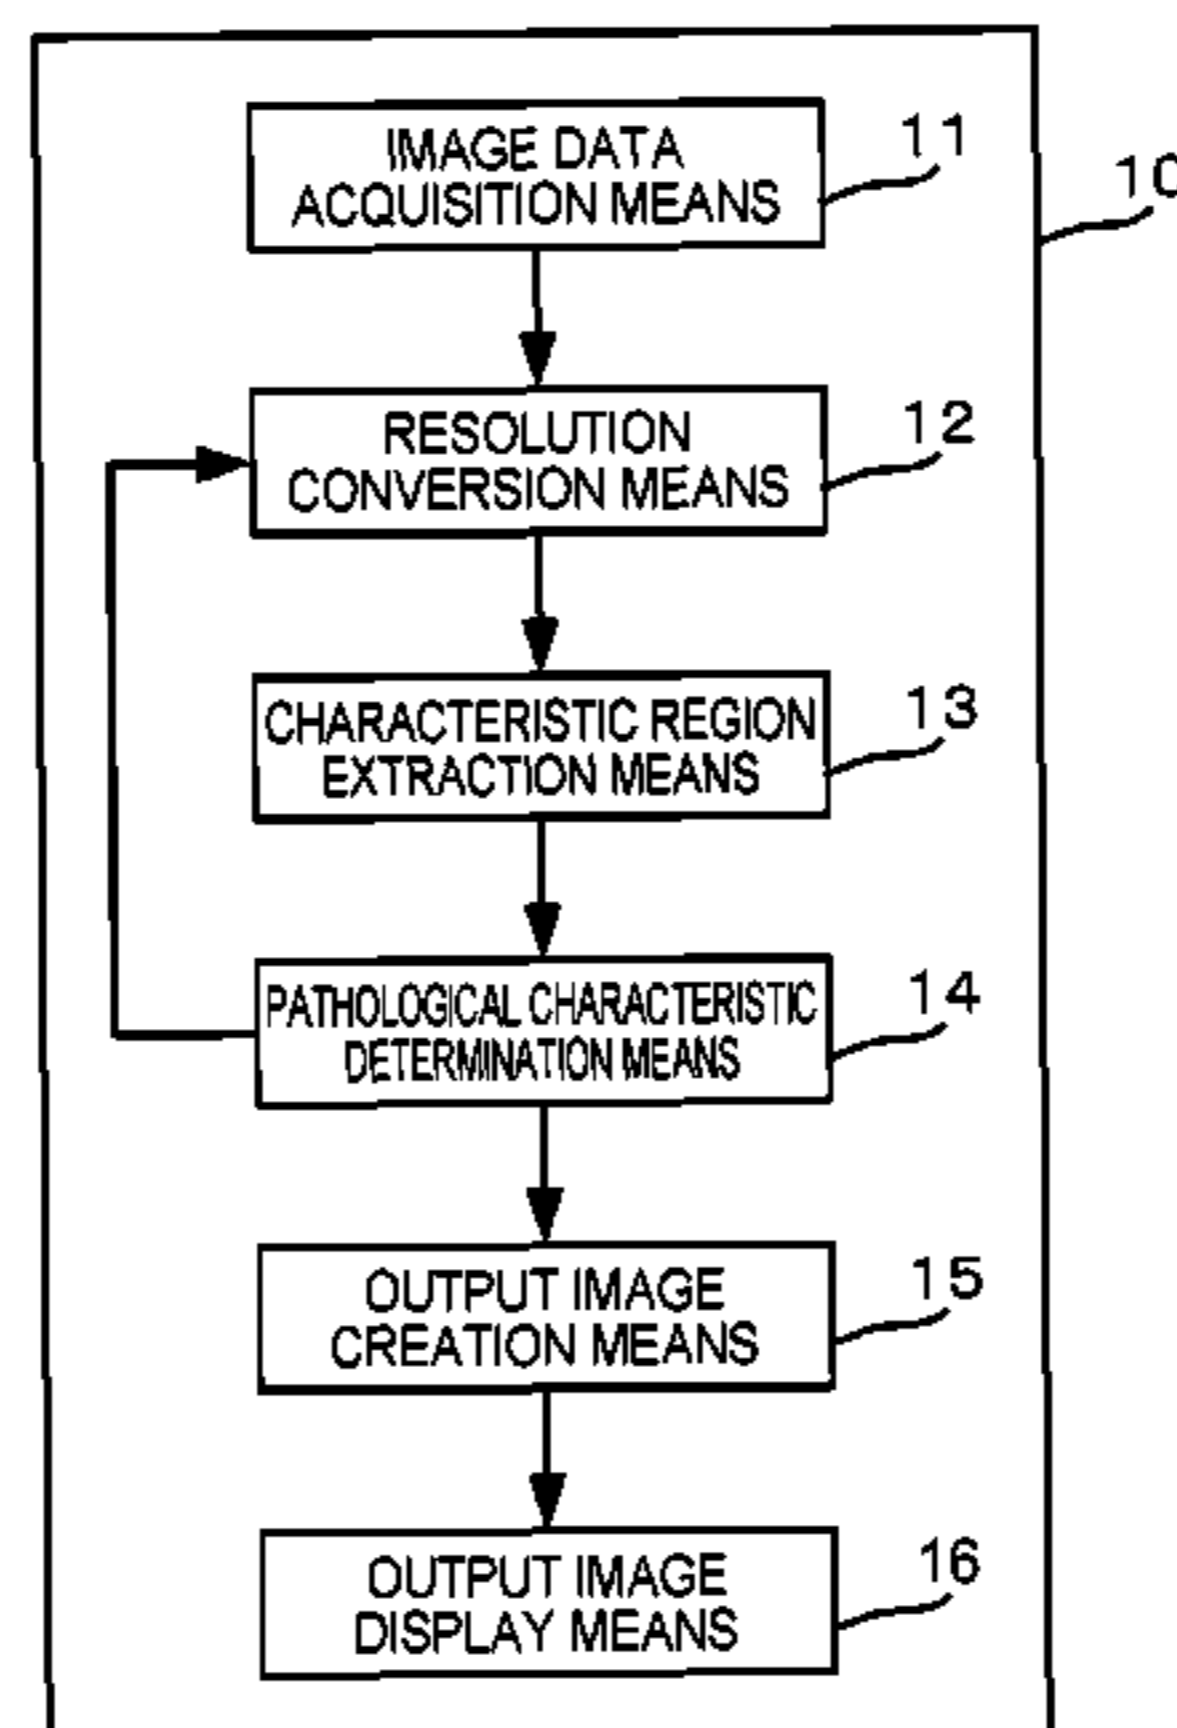 IMAGE DATA
ACQUISITION MEANS
11
10
RESOLUTION
CONVERSION MEANS
12
CHARACTERISTIC REGION
EXTRACTION MEANS
13
PATHOLOGICAL CHARACTERISTIC
DETERMINATION MEANS
14
OUTPUT IMAGE
CREATION MEANS
15
OUTPUT IMAGE
DISPLAY MEANS
16